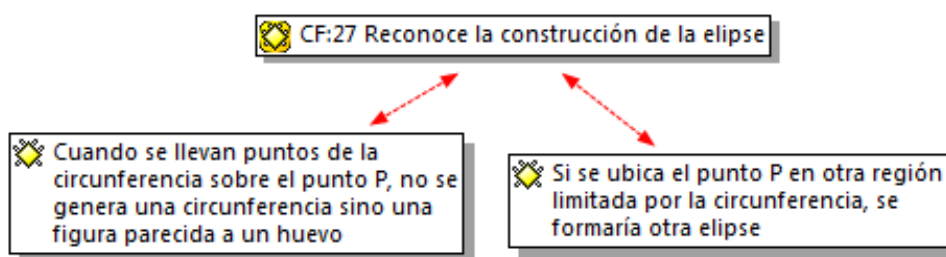 CF:27 Reconoce la construcción de la elipse
Cuando se llevan puntos de la
circunferencia sobre el punto P, no se
genera una circunferencia sino una
figura parecida a un huevo
Si se ubica el punto P en otra región
limitada por la circunferencia, se
formaría otra elipse